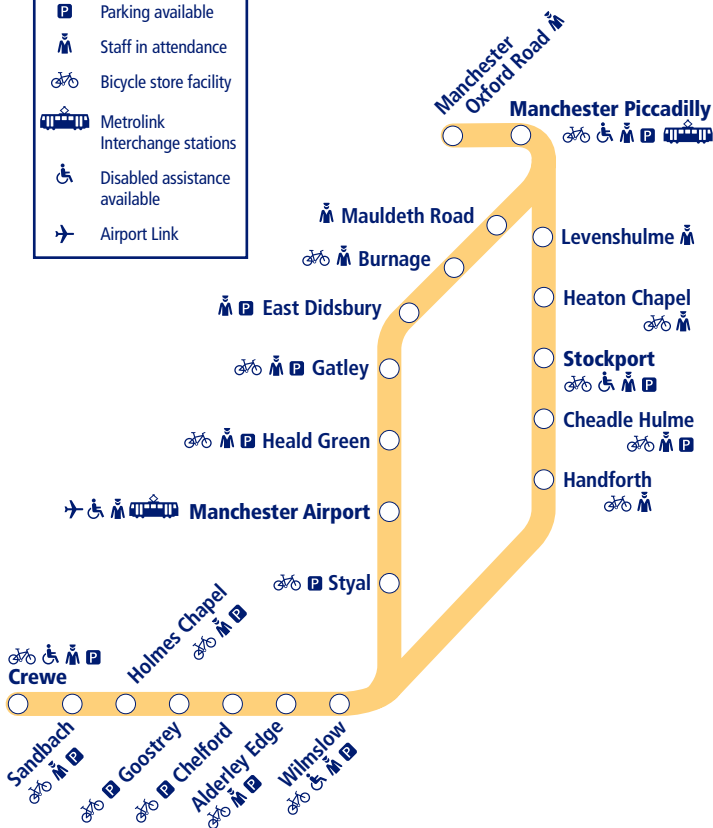 P Parking available
Staff in attendance
Bicycle store facility
Metrolink
Interchange stations
Disabled assistance
available
Airport Link
Manchester
Oxford Road
Manchester Piccadilly
P
Mauldeth Road
Levenshulme
Burnage
Heaton Chapel
P East Didsbury
Stockport
P
P Gatley
Cheadle Hulme
P
P Heald Green
Handforth
Manchester Airport
P Styal
Holmes Chapel
P
P
Crewe
Sandbach
P
P Goostrey
P Chelford
Alderley Edge
P
Wilmslow
P